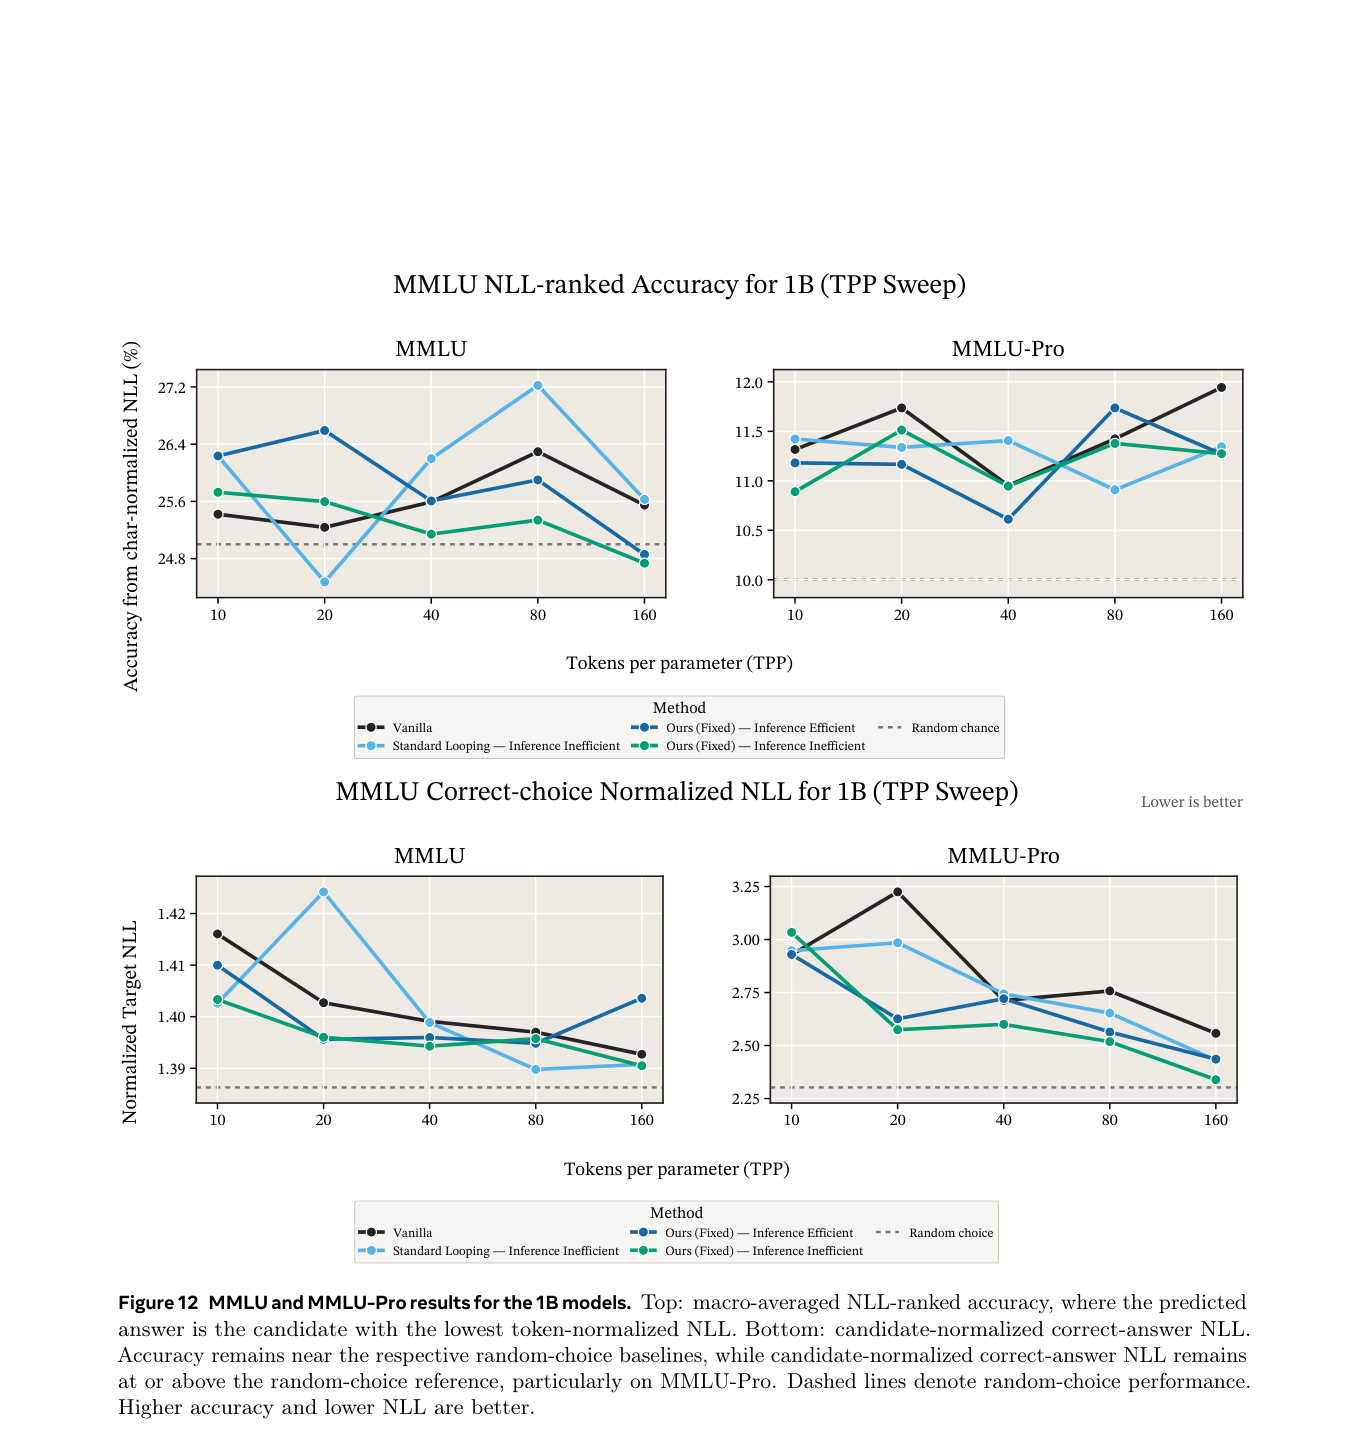 MMLU NLL-ranked Accuracy for 1B (TPP Sweep)
Accuracy from char-normalized NLL (%)
MMLU
27.2
26.4
25.6
24.8
10 20 40 80 160
MMLU-Pro
12.0
11.5
11.0
10.5
10.0
10 20 40 80 160
Tokens per parameter (TPP)
Method
Vanilla
Standard Looping — Inference Inefficient
Ours (Fixed) — Inference Efficient
Ours (Fixed) — Inference Inefficient
Random chance
MMLU Correct-choice Normalized NLL for 1B (TPP Sweep)
Lower is better
Normalized Target NLL
MMLU
1.42
1.41
1.40
1.39
10 20 40 80 160
MMLU-Pro
3.25
3.00
2.75
2.50
2.25
10 20 40 80 160
Tokens per parameter (TPP)
Method
Vanilla
Standard Looping — Inference Inefficient
Ours (Fixed) — Inference Efficient
Ours (Fixed) — Inference Inefficient
Random choice
Figure 12 MMLU and MMLU-Pro results for the 1B models. Top: macro-averaged NLL-ranked accuracy, where the predicted
answer is the candidate with the lowest token-normalized NLL. Bottom: candidate-normalized correct-answer NLL.
Accuracy remains near the respective random-choice baselines, while candidate-normalized correct-answer NLL remains
at or above the random-choice reference, particularly on MMLU-Pro. Dashed lines denote random-choice performance.
Higher accuracy and lower NLL are better.